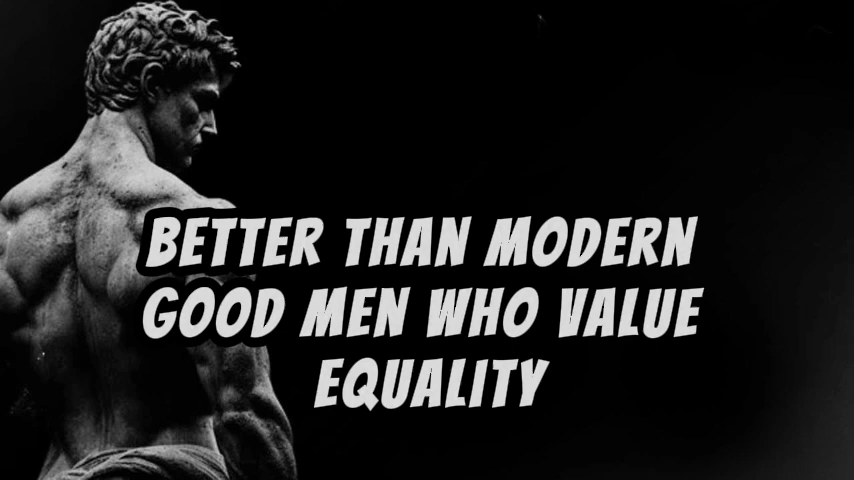 BETTER THAN MODERN
GOOD MEN WHO VALUE
EQUALITY